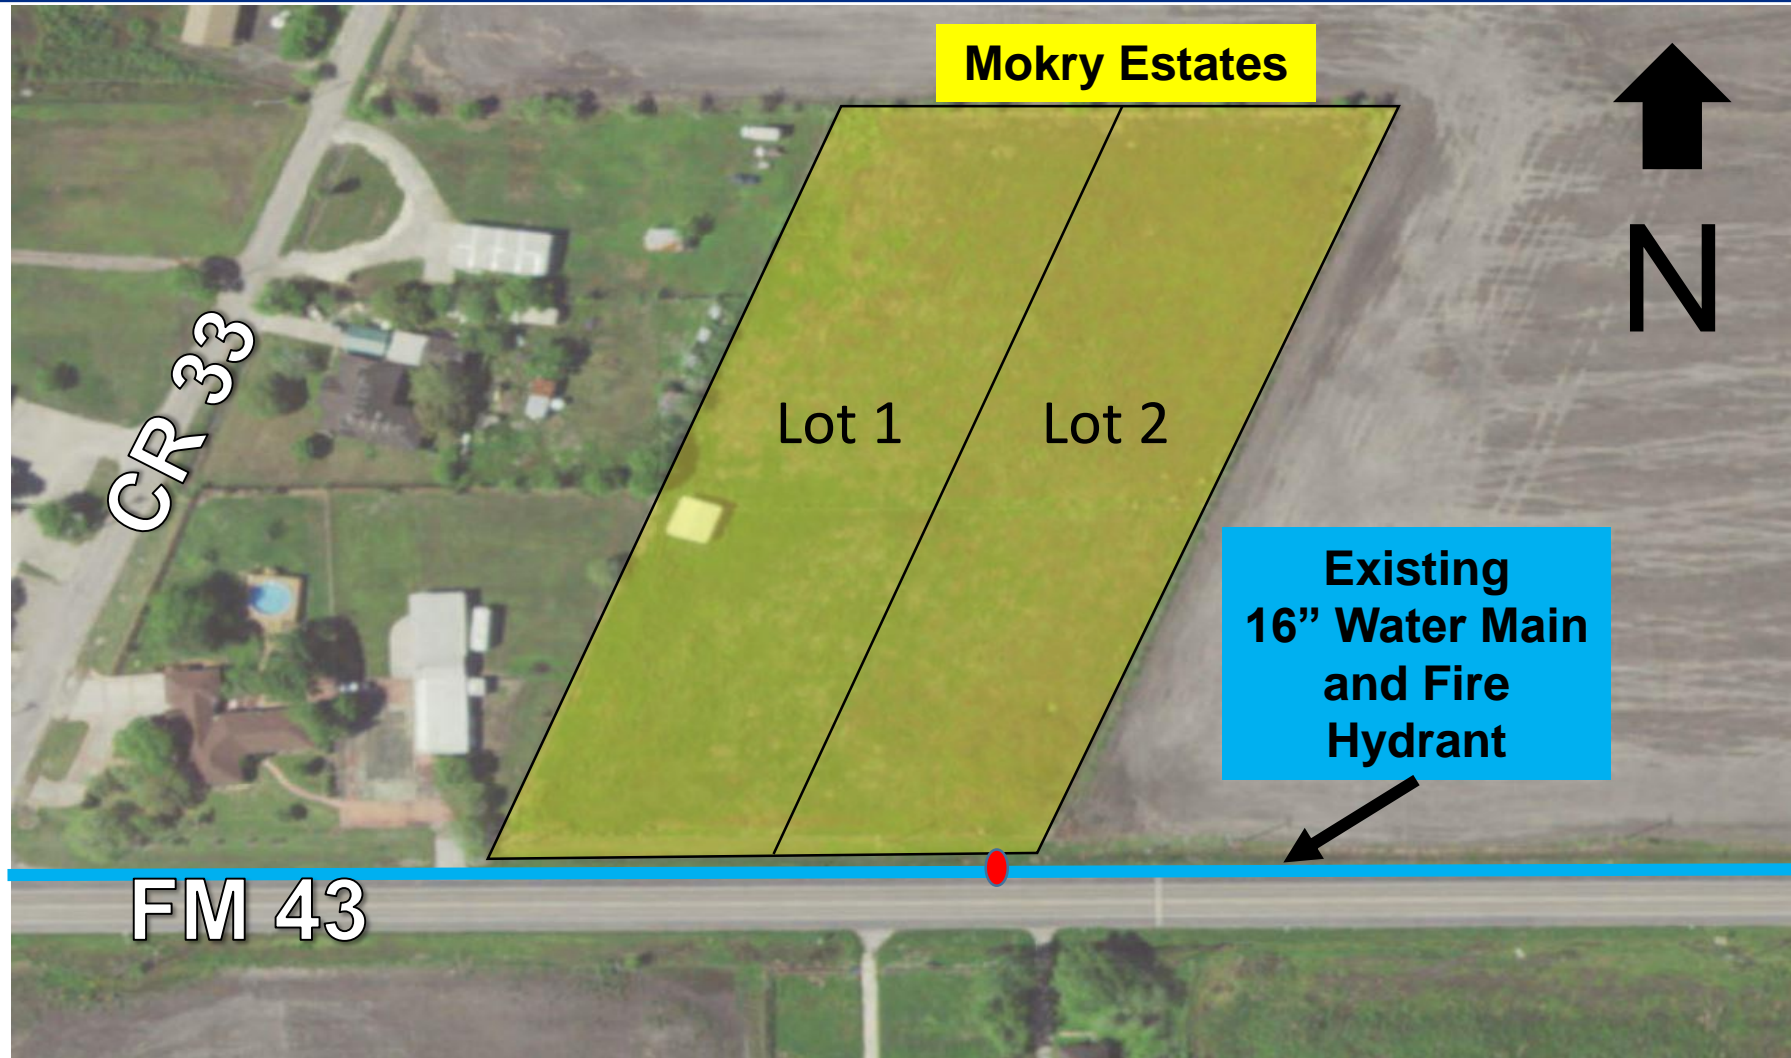 Mokry Estates
N
CR 33
Lot 1
Lot 2
Existing
16” Water Main
and Fire
Hydrant
FM 43